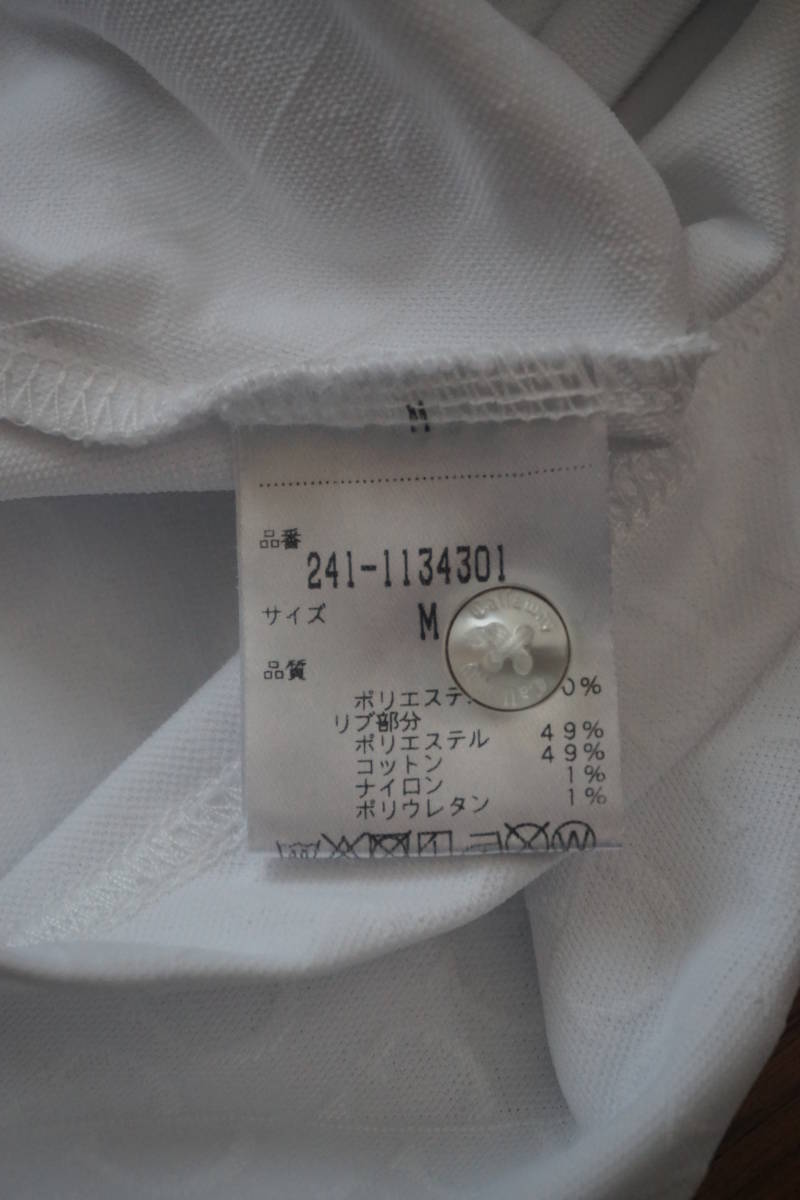 M
品番
241-1134301
サイズ
M
Callaway
Call
品質
ポリエステ 0%
リブ部分
ポリエステル 49%
コットン 49%
ナイロン 1%
ポリウレタン 1%
W